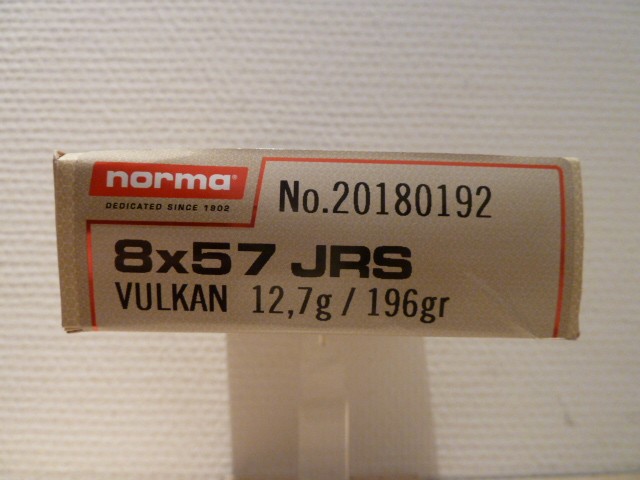 norma
DEDICATED SINCE 1902
No.20180192
8x57 JRS
VULKAN 12,7g / 196gr